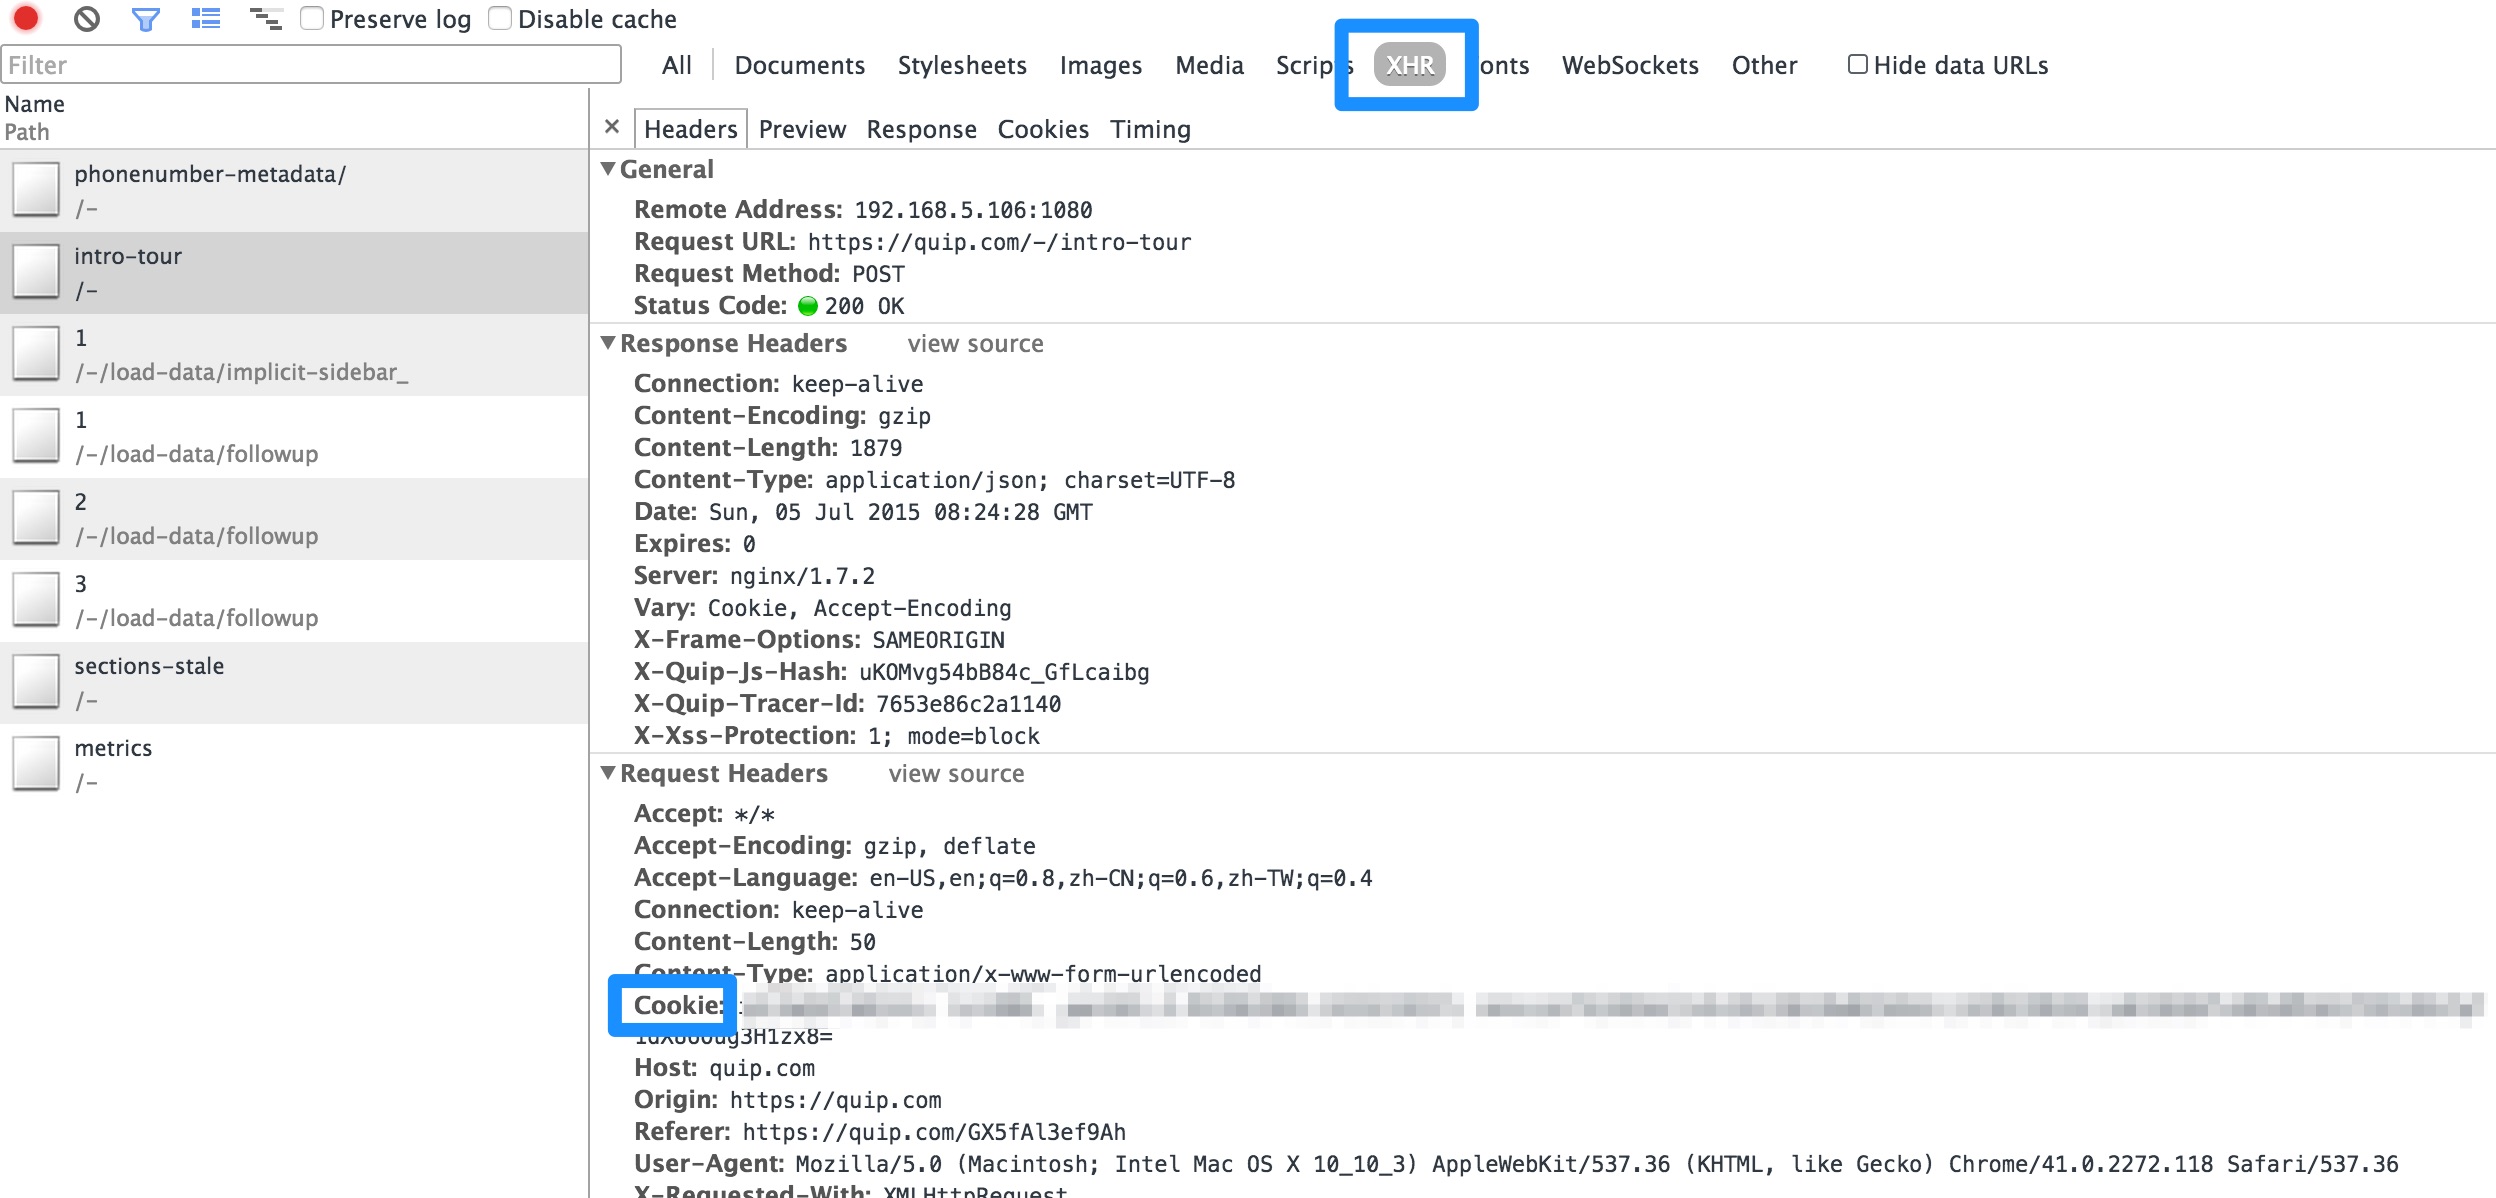 Preserve log Disable cache
Filter All Documents Stylesheets Images Media Scripts XHR onts WebSockets Other Hide data URLs
Name
Path
phonenumber-metadata/
/-
intro-tour
/-
1
/-/load-data/implicit-sidebar_
1
/-/load-data/followup
2
/-/load-data/followup
3
/-/load-data/followup
sections-stale
/-
metrics
/-
× Headers Preview Response Cookies Timing
General
Remote Address: 192.168.5.106:1080
Request URL: https://quip.com/-/intro-tour
Request Method: POST
Status Code: 200 OK
Response Headers view source
Connection: keep-alive
Content-Encoding: gzip
Content-Length: 1879
Content-Type: application/json; charset=UTF-8
Date: Sun, 05 Jul 2015 08:24:28 GMT
Expires: 0
Server: nginx/1.7.2
Vary: Cookie, Accept-Encoding
X-Frame-Options: SAMEORIGIN
X-Quip-Js-Hash: uKOMvg54bB84c_GfLcaibg
X-Quip-Tracer-Id: 7653e86c2a1140
X-Xss-Protection: 1; mode=block
Request Headers view source
Accept: */*
Accept-Encoding: gzip, deflate
Accept-Language: en-US,en;q=0.8,zh-CN;q=0.6,zh-TW;q=0.4
Connection: keep-alive
Content-Length: 50
Content-Type: application/x-www-form-urlencoded
Cookie:
Host: quip.com
Origin: https://quip.com
Referer: https://quip.com/GX5fAl3ef9Ah
User-Agent: Mozilla/5.0 (Macintosh; Intel Mac OS X 10_10_3) AppleWebKit/537.36 (KHTML, like Gecko) Chrome/41.0.2272.118 Safari/537.36
X-Requested-With: XMLHttpRequest